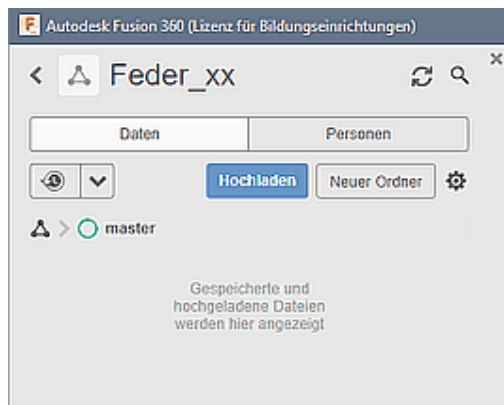 Autodesk Fusion 360 (Lizenz für Bildungseinrichtungen)
Feder_xx
Daten Personen
Hochladen Neuer Ordner
master
Gespeicherte und
hochgeladene Dateien
werden hier angezeigt